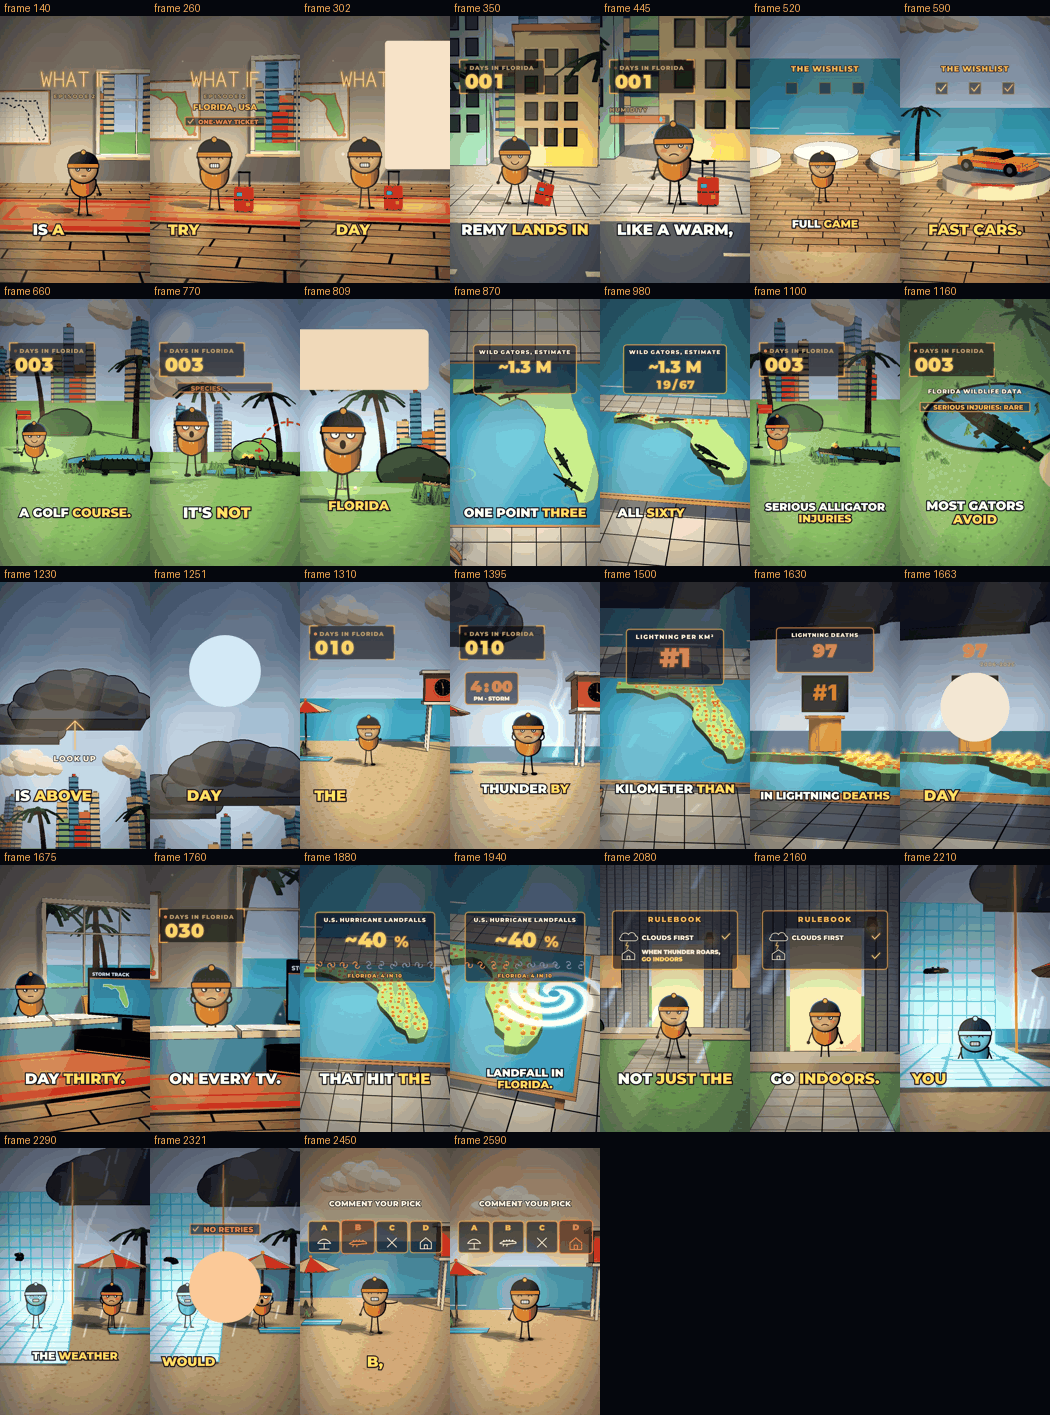 frame 140
WHAT IF
EPISODE 2
IS A
frame 260
WHAT IF
EPISODE 2
FLORIDA, USA
ONE-WAY TICKET
TRY
frame 302
WHAT
DAY
frame 350
DAYS IN FLORIDA
001
REMY LANDS IN
frame 445
DAYS IN FLORIDA
001
HUMIDITY
LIKE A WARM,
frame 520
THE WISHLIST
FULL GAME
frame 590
THE WISHLIST
FAST CARS.
frame 660
DAYS IN FLORIDA
003
A GOLF COURSE.
frame 770
DAYS IN FLORIDA
003
SPECIES:
IT'S NOT
frame 809
FLORIDA
frame 870
WILD GATORS, ESTIMATE
~1.3 M
ONE POINT THREE
frame 980
WILD GATORS, ESTIMATE
~1.3 M
19/67
ALL SIXTY
frame 1100
DAYS IN FLORIDA
003
SERIOUS ALLIGATOR
INJURIES
frame 1160
DAYS IN FLORIDA
003
FLORIDA WILDLIFE DATA
SERIOUS INJURIES: RARE
MOST GATORS
AVOID
frame 1230
LOOK UP
IS ABOVE
frame 1251
DAY
frame 1310
DAYS IN FLORIDA
010
THE
frame 1395
DAYS IN FLORIDA
010
4:00
PM - STORM
THUNDER BY
frame 1500
LIGHTNING PER KM²
#1
KILOMETER THAN
frame 1630
LIGHTNING DEATHS
97
#1
IN LIGHTNING DEATHS
frame 1663
97
DAY
frame 1675
STORM TRACK
DAY THIRTY.
frame 1760
DAYS IN FLORIDA
030
ON EVERY TV.
frame 1880
U.S. HURRICANE LANDFALLS
~40 %
FLORIDA: 4 IN 10
THAT HIT THE
frame 1940
U.S. HURRICANE LANDFALLS
~40 %
FLORIDA: 4 IN 10
LANDFALL IN
FLORIDA.
frame 2080
RULEBOOK
CLOUDS FIRST
WHEN THUNDER ROARS,
GO INDOORS
NOT JUST THE
frame 2160
RULEBOOK
CLOUDS FIRST
GO INDOORS.
frame 2210
YOU
frame 2290
THE WEATHER
frame 2321
NO RETRIES
WOULD
frame 2450
COMMENT YOUR PICK
A B C D
B,
frame 2590
COMMENT YOUR PICK
A B C D